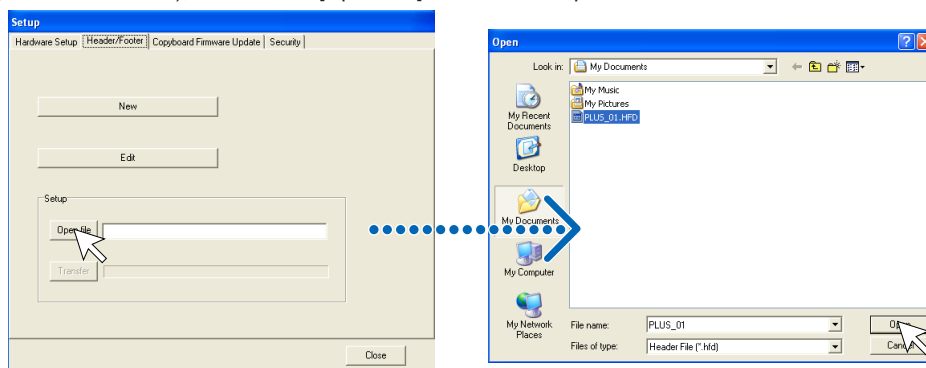 Setup
Hardware Setup Header/Footer Copyboard Firmware Update Security
New
Edit
Setup
Open file
Transfer
Close
Open
Look in: My Documents
My Recent Documents
Desktop
My Documents
My Computer
My Network Places
My Music
My Pictures
PLUS_01.HFD
File name: PLUS_01
Files of type: Header File (*.hfd)
Open
Cancel